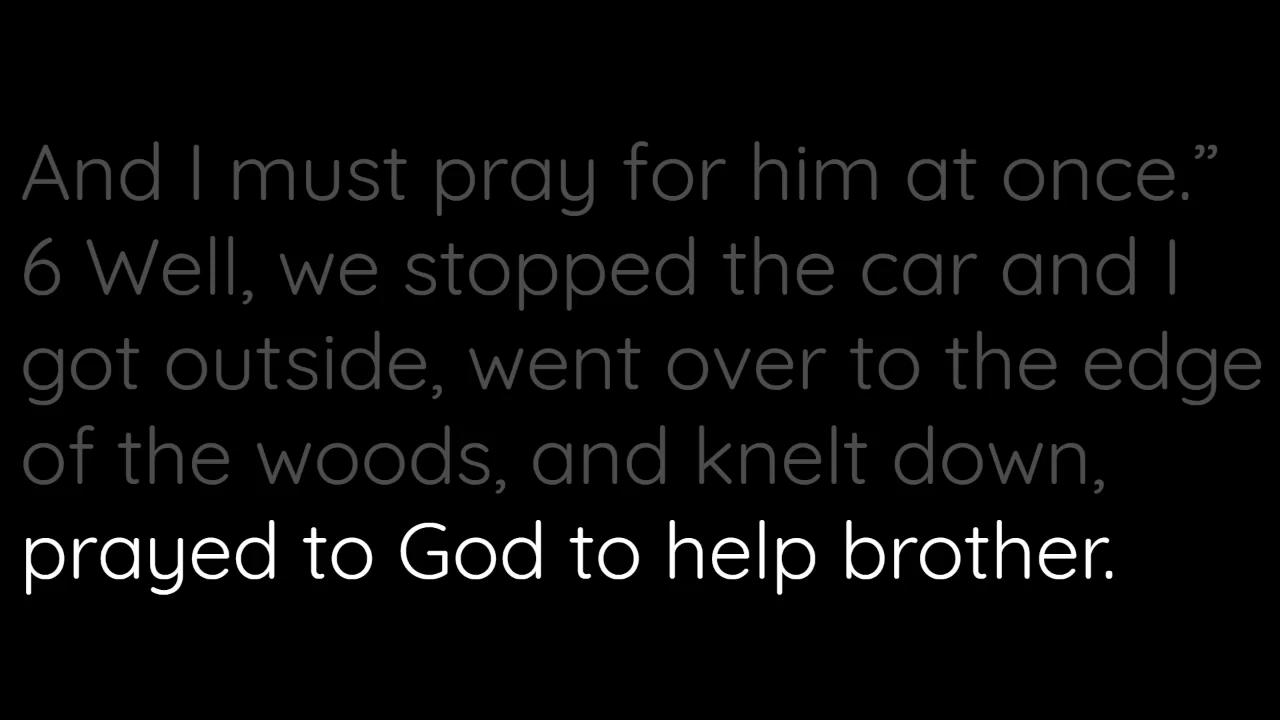 And I must pray for him at once.”
6 Well, we stopped the car and I
got outside, went over to the edge
of the woods, and knelt down,
prayed to God to help brother.